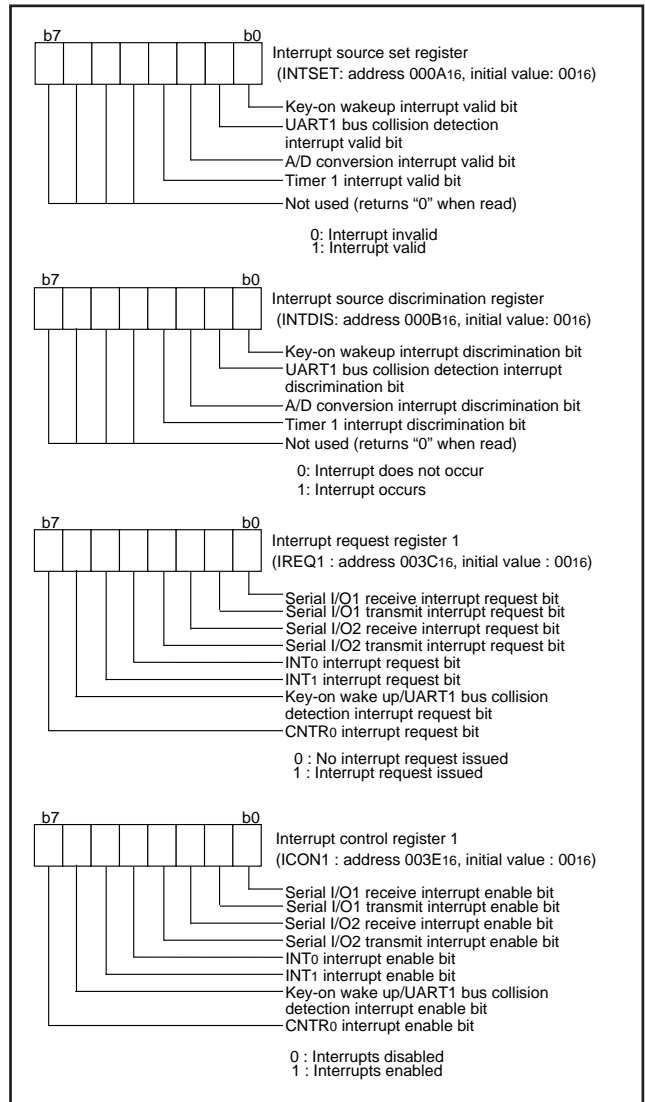 b7 b0
Interrupt source set register
(INTSET: address 000A16, initial value: 0016)
Key-on wakeup interrupt valid bit
UART1 bus collision detection
interrupt valid bit
A/D conversion interrupt valid bit
Timer 1 interrupt valid bit
Not used (returns “0” when read)
0: Interrupt invalid
1: Interrupt valid
b7 b0
Interrupt source discrimination register
(INTDIS: address 000B16, initial value: 0016)
Key-on wakeup interrupt discrimination bit
UART1 bus collision detection interrupt
discrimination bit
A/D conversion interrupt discrimination bit
Timer 1 interrupt discrimination bit
Not used (returns “0” when read)
0: Interrupt does not occur
1: Interrupt occurs
b7 b0
Interrupt request register 1
(IREQ1 : address 003C16, initial value : 0016)
Serial I/O1 receive interrupt request bit
Serial I/O1 transmit interrupt request bit
Serial I/O2 receive interrupt request bit
Serial I/O2 transmit interrupt request bit
INT0 interrupt request bit
INT1 interrupt request bit
Key-on wake up/UART1 bus collision
detection interrupt request bit
CNTR0 interrupt request bit
0 : No interrupt request issued
1 : Interrupt request issued
b7 b0
Interrupt control register 1
(ICON1 : address 003E16, initial value : 0016)
Serial I/O1 receive interrupt enable bit
Serial I/O1 transmit interrupt enable bit
Serial I/O2 receive interrupt enable bit
Serial I/O2 transmit interrupt enable bit
INT0 interrupt enable bit
INT1 interrupt enable bit
Key-on wake up/UART1 bus collision
detection interrupt enable bit
CNTR0 interrupt enable bit
0 : Interrupts disabled
1 : Interrupts enabled